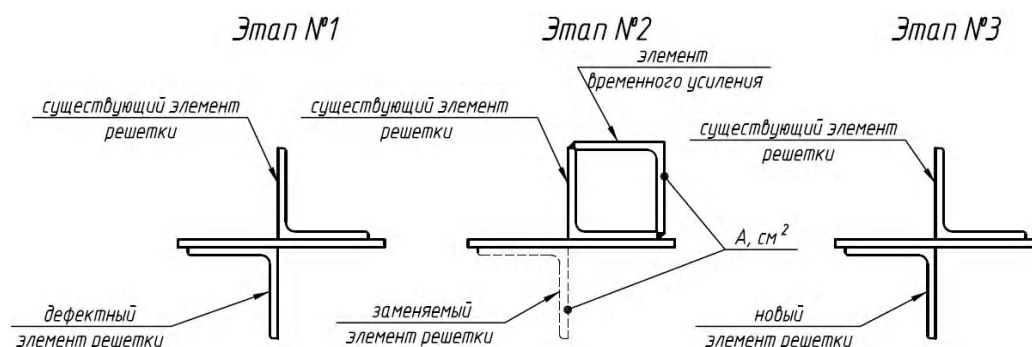 Этап №1
существующий элемент
решетки
дефектный
элемент решетки
Этап №2
элемент
временного усиления
существующий элемент
решетки
A, см²
заменяемый
элемент решетки
Этап №3
существующий элемент
решетки
новый
элемент решетки